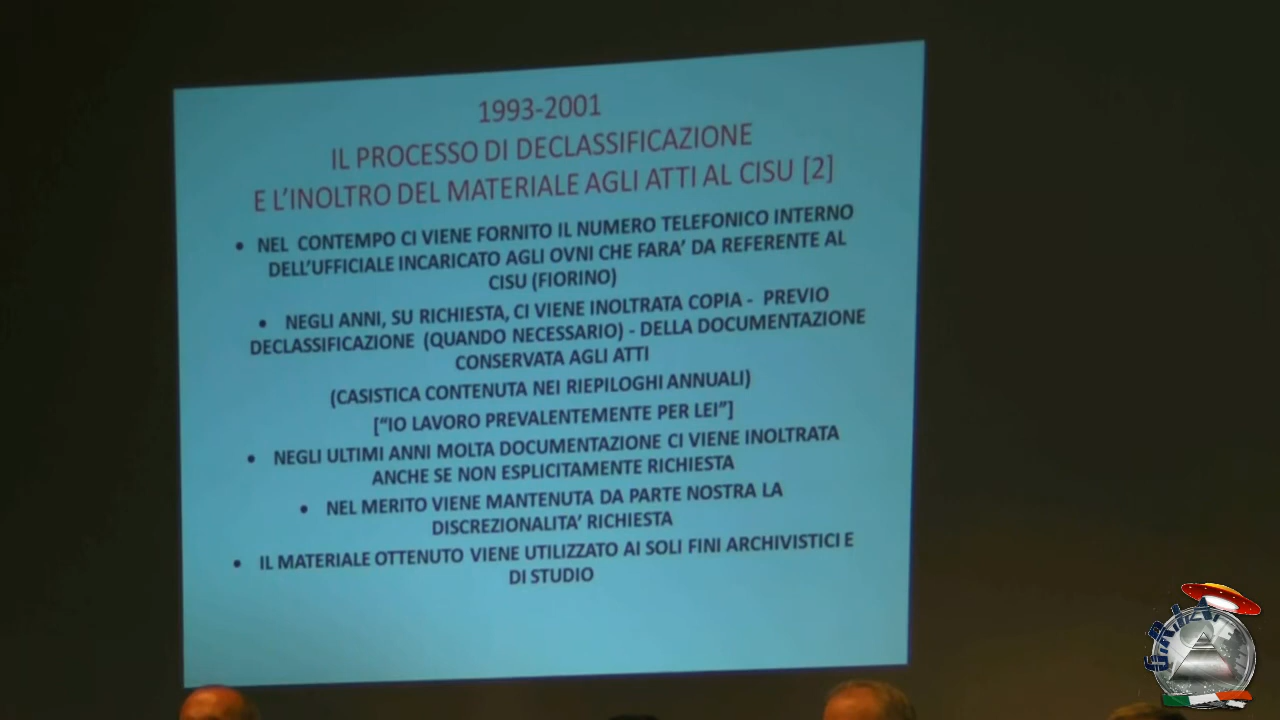 1993-2001
IL PROCESSO DI DECLASSIFICAZIONE
E L'INOLTRO DEL MATERIALE AGLI ATTI AL CISU [2]
• NEL CONTEMPO CI VIENE FORNITO IL NUMERO TELEFONICO INTERNO
DELL'UFFICIALE INCARICATO AGLI OVNI CHE FARA' DA REFERENTE AL
CISU (FIORINO)
• NEGLI ANNI, SU RICHIESTA, CI VIENE INOLTRATA COPIA - PREVIO
DECLASSIFICAZIONE (QUANDO NECESSARIO) - DELLA DOCUMENTAZIONE
CONSERVATA AGLI ATTI
(CASISTICA CONTENUTA NEI RIEPILOGHI ANNUALI)
["IO LAVORO PREVALENTEMENTE PER LEI"]
• NEGLI ULTIMI ANNI MOLTA DOCUMENTAZIONE CI VIENE INOLTRATA
ANCHE SE NON ESPLICITAMENTE RICHIESTA
• NEL MERITO VIENE MANTENUTA DA PARTE NOSTRA LA
DISCREZIONALITA' RICHIESTA
• IL MATERIALE OTTENUTO VIENE UTILIZZATO AI SOLI FINI ARCHIVISTICI E
DI STUDIO